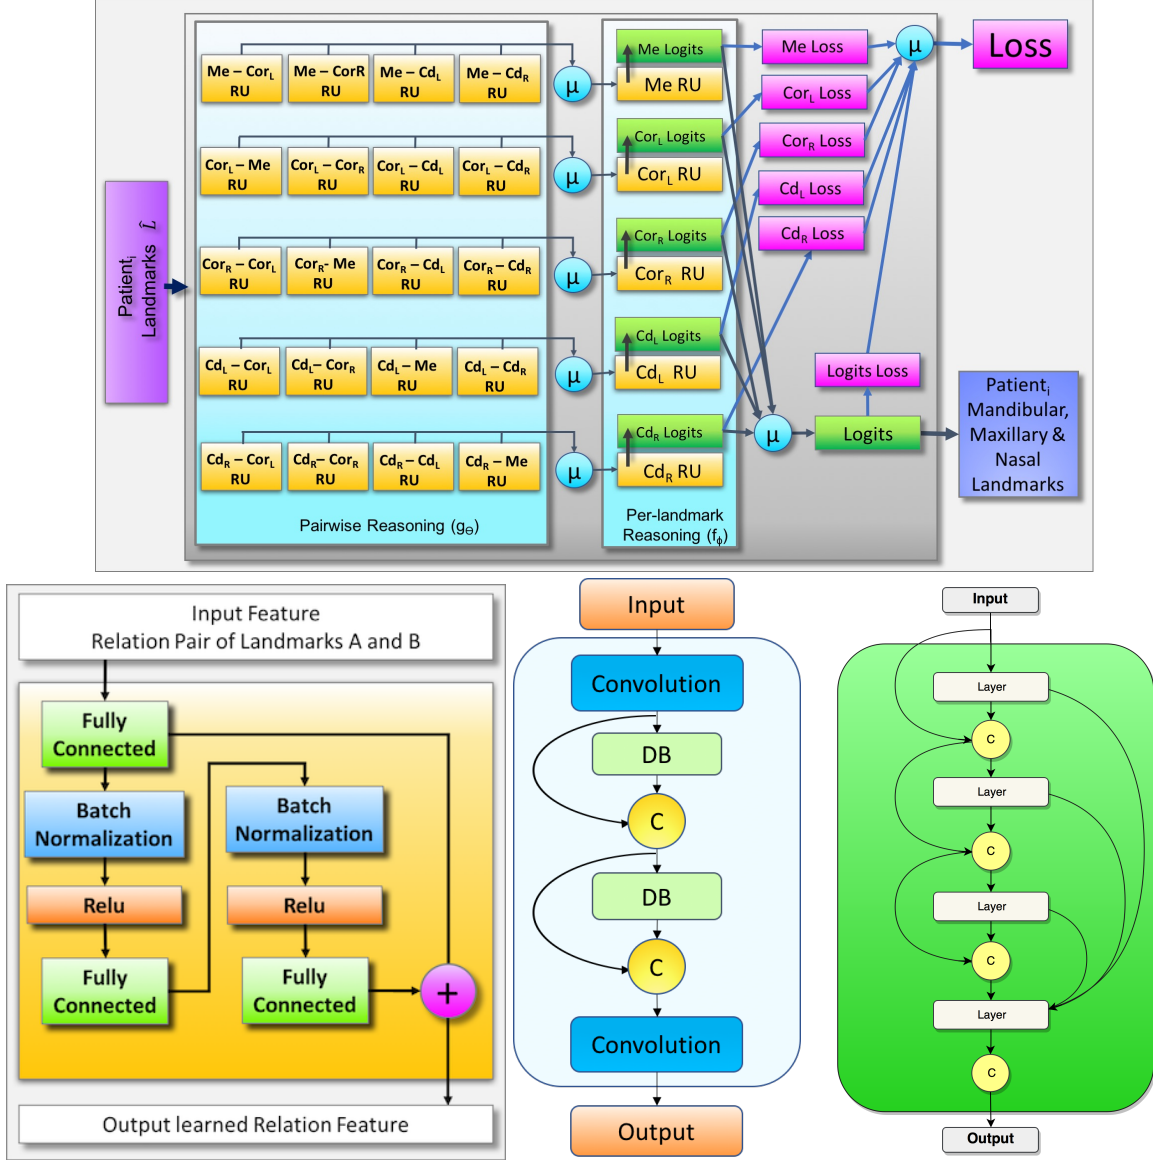 Patient_i
Landmarks L̂
Me – Cor_L
RU
Me – CorR
RU
Me – Cd_L
RU
Me – Cd_R
RU
μ
Me Logits
Me RU
Cor_L – Me
RU
Cor_L – Cor_R
RU
Cor_L – Cd_L
RU
Cor_L – Cd_R
RU
μ
Cor_L Logits
Cor_L RU
Cor_R – Cor_L
RU
Cor_R- Me
RU
Cor_R – Cd_L
RU
Cor_R – Cd_R
RU
μ
Cor_R Logits
Cor_R RU
Cd_L – Cor_L
RU
Cd_L– Cor_R
RU
Cd_L – Me
RU
Cd_L – Cd_R
RU
μ
Cd_L Logits
Cd_L RU
Cd_R – Cor_L
RU
Cd_R– Cor_R
RU
Cd_R – Cd_L
RU
Cd_R – Me
RU
μ
Cd_R Logits
Cd_R RU
Pairwise Reasoning (g_Θ)
Per-landmark
Reasoning (f_ϕ)
Me Loss
Cor_L Loss
Cor_R Loss
Cd_L Loss
Cd_R Loss
μ
Loss
Logits Loss
μ
Logits
Patient_i
Mandibular,
Maxillary &
Nasal
Landmarks
Input Feature
Relation Pair of Landmarks A and B
Fully
Connected
Batch
Normalization
Relu
Fully
Connected
Batch
Normalization
Relu
Fully
Connected
+
Output learned Relation Feature
Input
Convolution
DB
C
DB
C
Convolution
Output
Input
Layer
C
Layer
C
Layer
C
Layer
C
Output